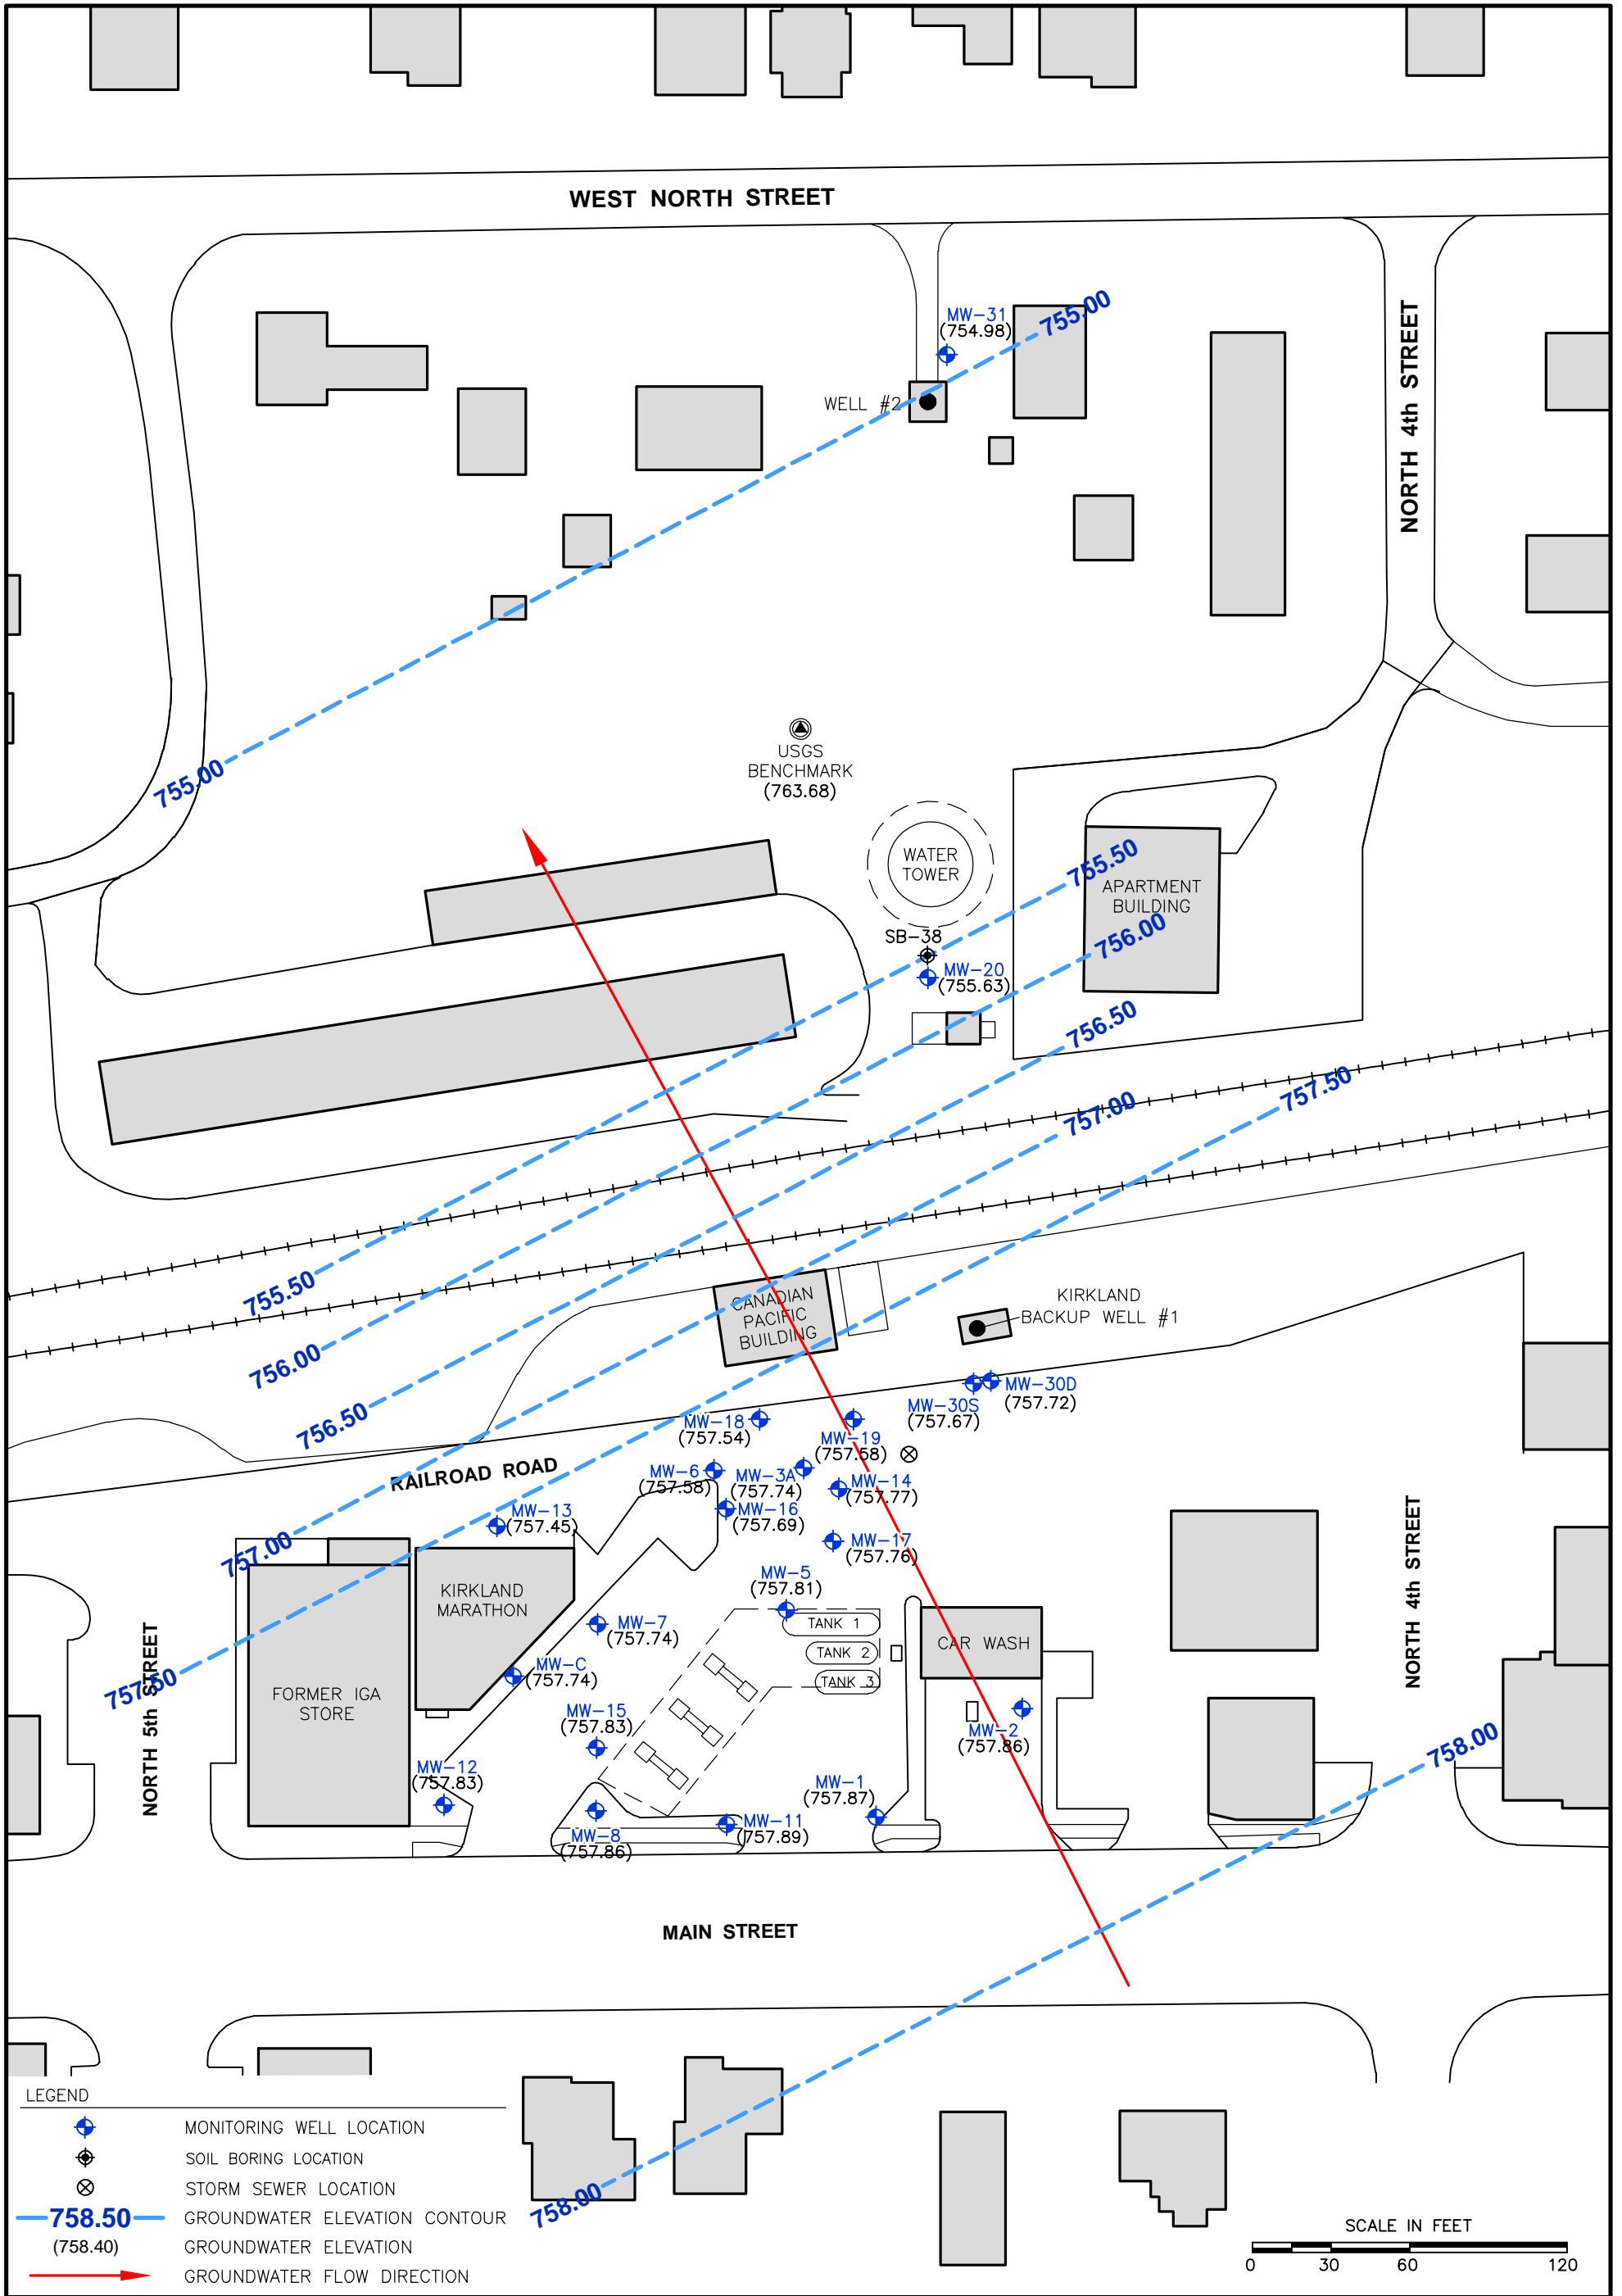 WEST NORTH STREET
MW-31
(754.98)
755.00
WELL #2
NORTH 4th STREET
755.00
USGS
BENCHMARK
(763.68)
WATER
TOWER
755.50
APARTMENT
BUILDING
756.00
SB-38
MW-20
(755.63)
756.50
757.00
757.50
755.50
756.00
756.50
CANADIAN
PACIFIC
BUILDING
KIRKLAND
BACKUP WELL #1
MW-30D
(757.72)
MW-30S
(757.67)
MW-18
(757.54)
MW-19
(757.58)
RAILROAD ROAD
MW-6
(757.58)
MW-3A
(757.74)
MW-14
(757.77)
MW-16
(757.69)
MW-13
(757.45)
MW-17
(757.76)
757.00
MW-5
(757.81)
KIRKLAND
MARATHON
TANK 1
TANK 2
TANK 3
CAR WASH
MW-7
(757.74)
MW-C
(757.74)
NORTH 5th STREET
NORTH 4th STREET
757.50
FORMER IGA
STORE
MW-15
(757.83)
MW-2
(757.86)
758.00
MW-12
(757.83)
MW-1
(757.87)
MW-11
(757.89)
MW-8
(757.86)
MAIN STREET
758.00
LEGEND
MONITORING WELL LOCATION
SOIL BORING LOCATION
STORM SEWER LOCATION
758.50 GROUNDWATER ELEVATION CONTOUR
(758.40) GROUNDWATER ELEVATION
GROUNDWATER FLOW DIRECTION
SCALE IN FEET
0 30 60 120